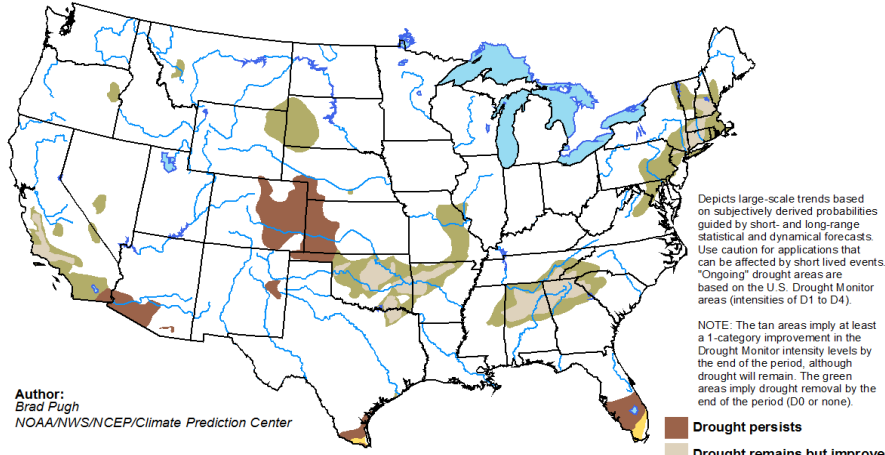 Depicts large-scale trends based
on subjectively derived probabilities
guided by short- and long-range
statistical and dynamical forecasts.
Use caution for applications that
can be affected by short lived events.
"Ongoing" drought areas are
based on the U.S. Drought Monitor
areas (intensities of D1 to D4).
NOTE: The tan areas imply at least
a 1-category improvement in the
Drought Monitor intensity levels by
the end of the period, although
drought will remain. The green
areas imply drought removal by the
end of the period (D0 or none).
Author:
Brad Pugh
NOAA/NWS/NCEP/Climate Prediction Center
Drought persists
Drought remains but improve